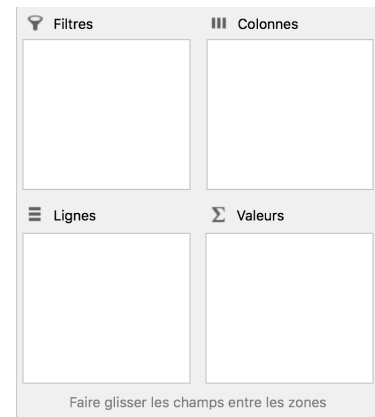 Filtres
Colonnes
Lignes
Σ Valeurs
Faire glisser les champs entre les zones